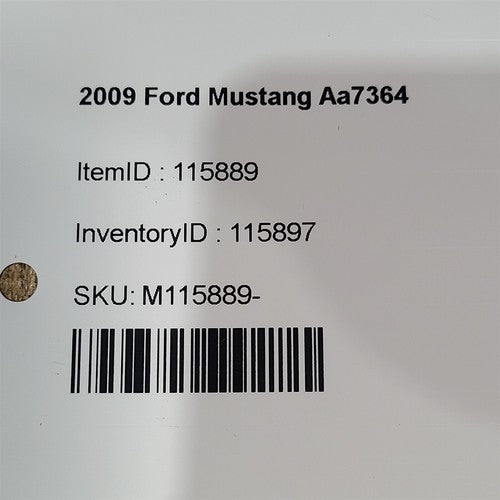 2009 Ford Mustang Aa7364
ItemID : 115889
InventoryID : 115897
SKU: M115889-